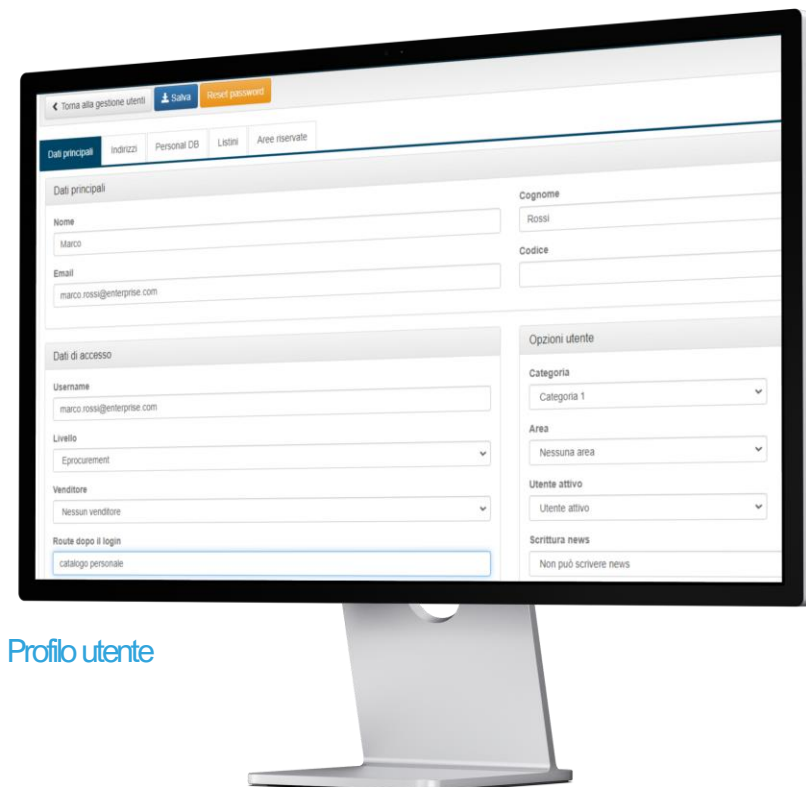 Torna alla gestione utenti Salva Reset password
Dati principali Indirizzi Personal DB Listini Aree riservate
Dati principali
Nome
Marco
Cognome
Rossi
Email
marco.rossi@enterprise.com
Codice
Dati di accesso
Username
marco.rossi@enterprise.com
Livello
Eprocurement
Venditore
Nessun venditore
Route dopo il login
catalogo personale
Opzioni utente
Categoria
Categoria 1
Area
Nessuna area
Utente attivo
Utente attivo
Scrittura news
Non può scrivere news
Profilo utente